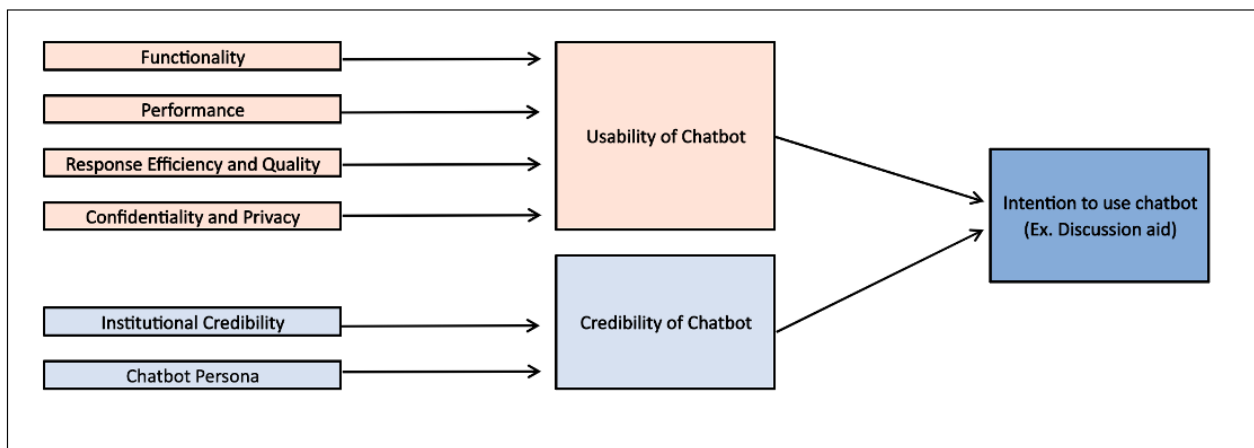 Functionality
Performance
Response Efficiency and Quality
Confidentiality and Privacy
Usability of Chatbot
Institutional Credibility
Chatbot Persona
Credibility of Chatbot
Intention to use chatbot
(Ex. Discussion aid)